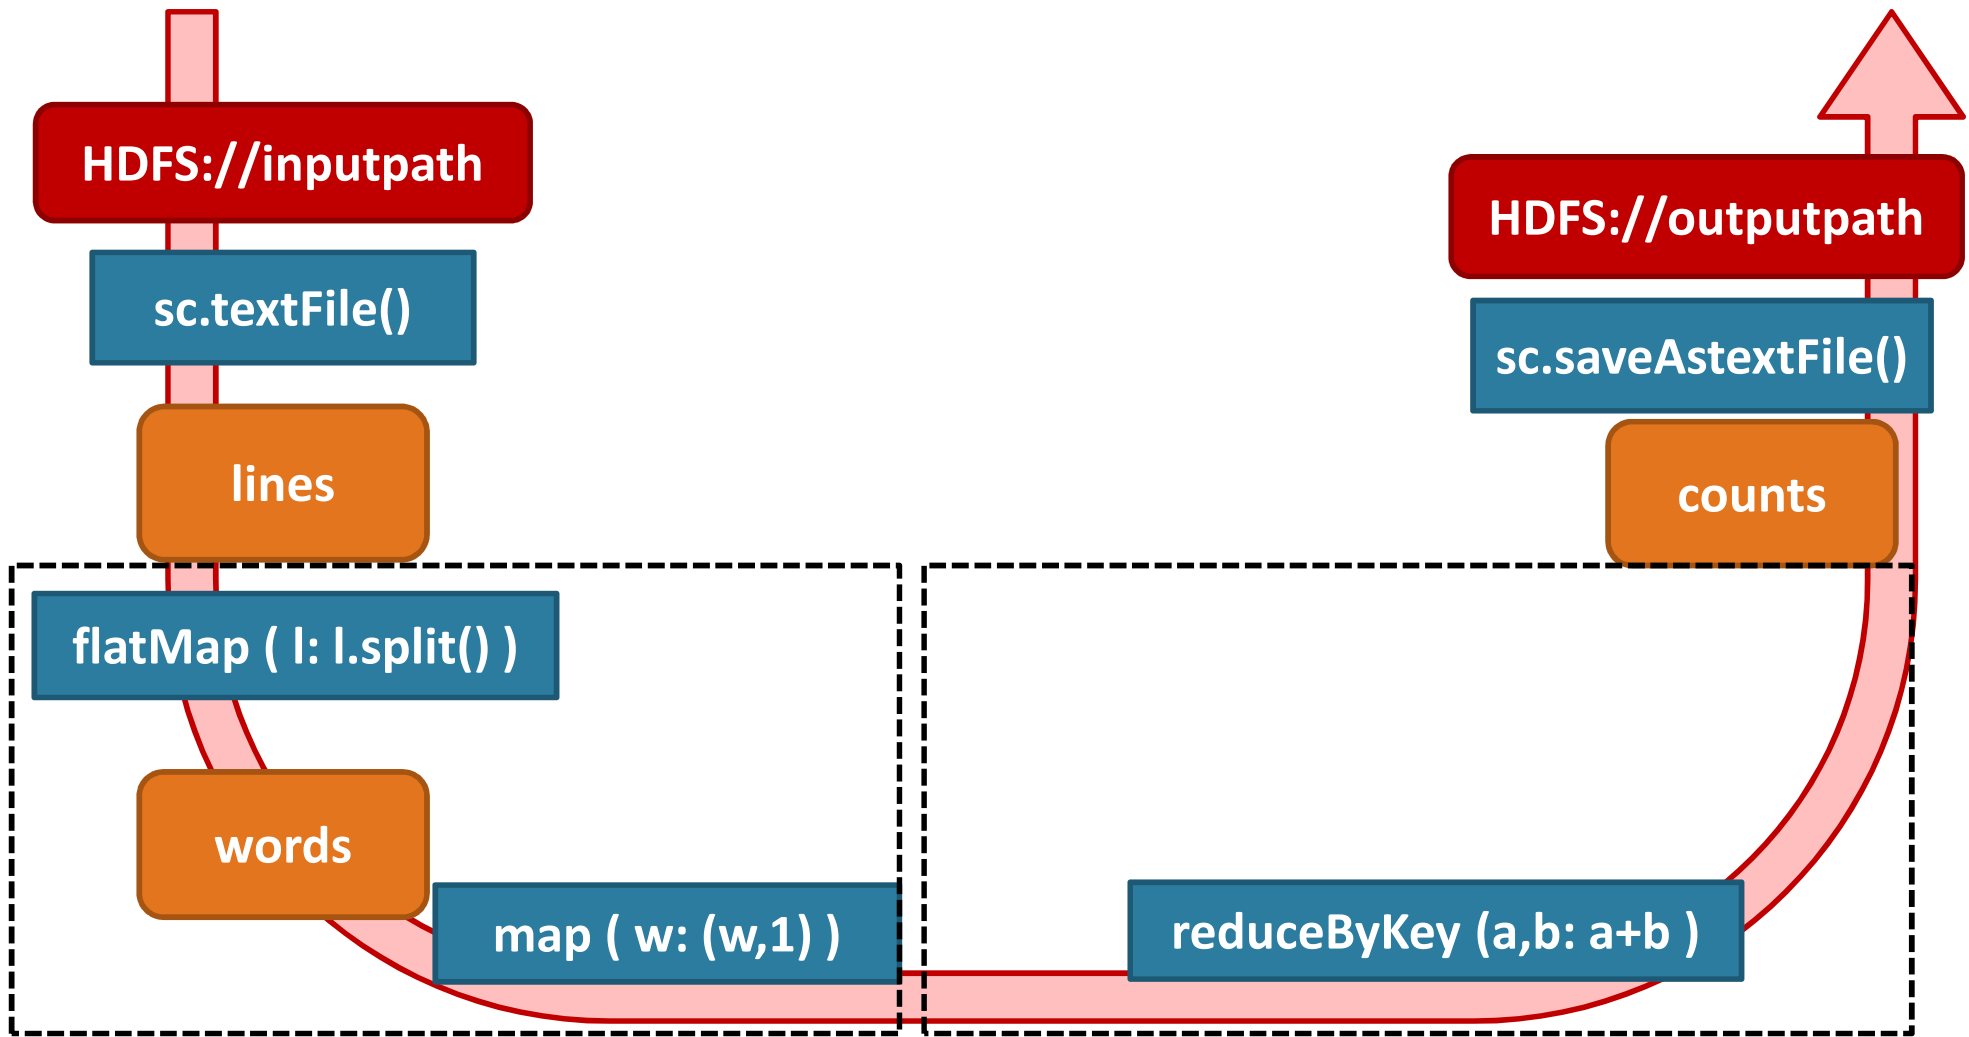 HDFS://inputpath
sc.textFile()
lines
flatMap ( l: l.split() )
words
map ( w: (w,1) )
reduceByKey (a,b: a+b )
counts
sc.saveAstextFile()
HDFS://outputpath